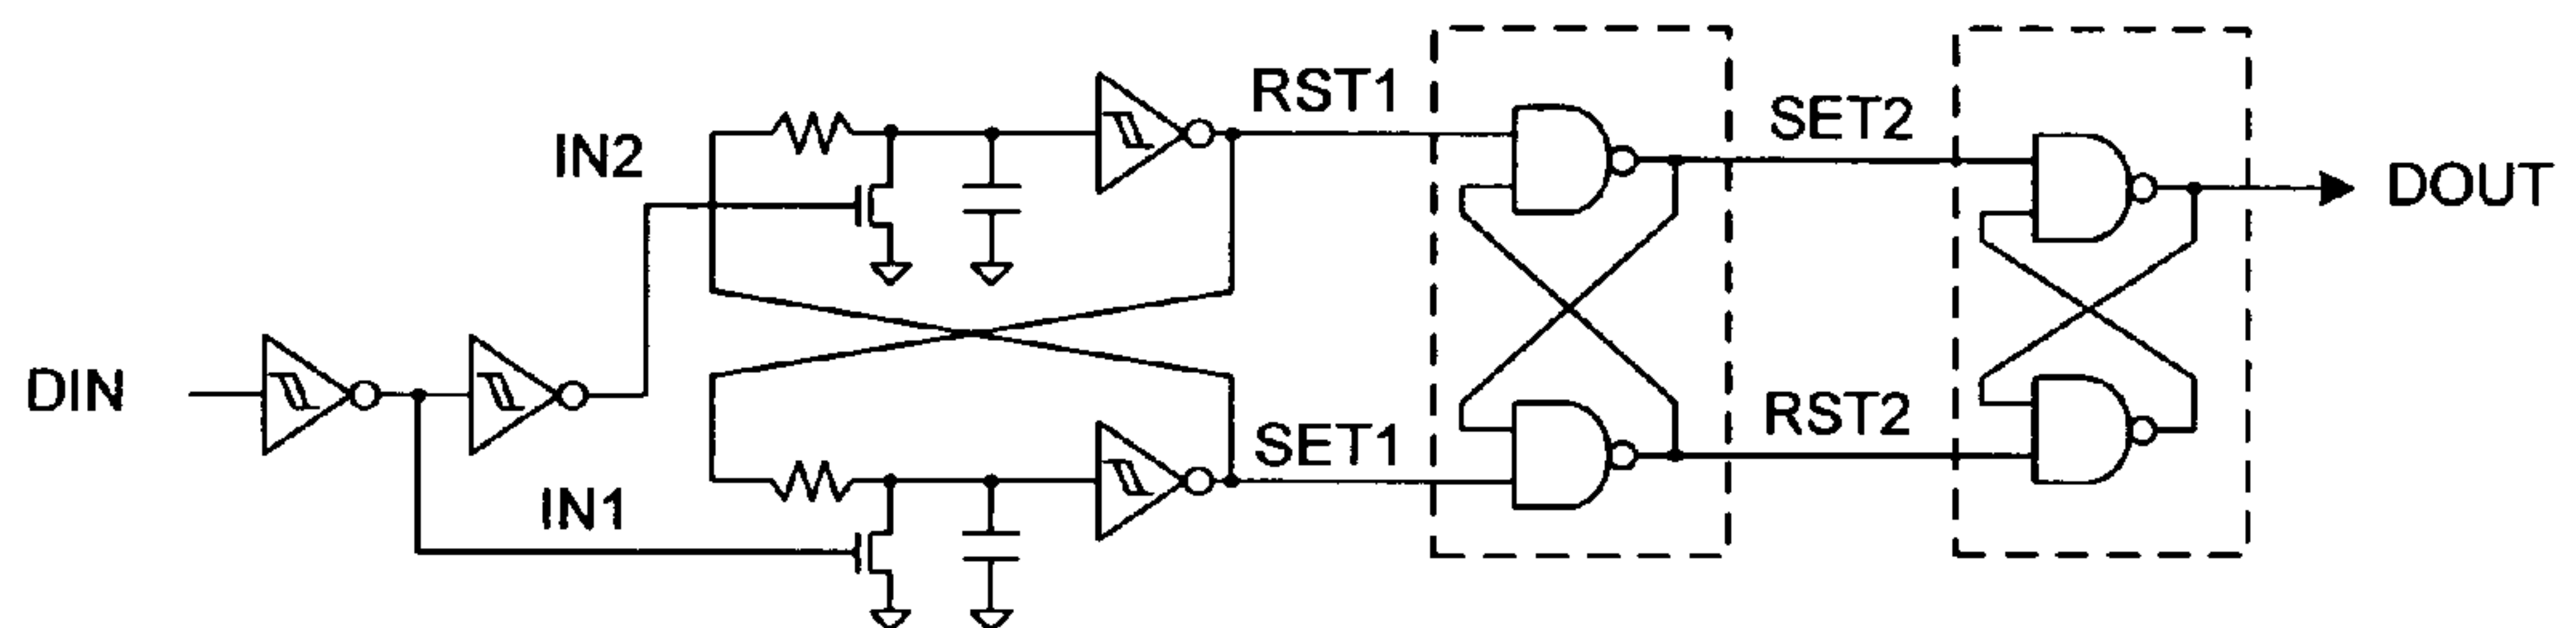 RST1
SET2
IN2
DOUT
DIN
SET1
RST2
IN1